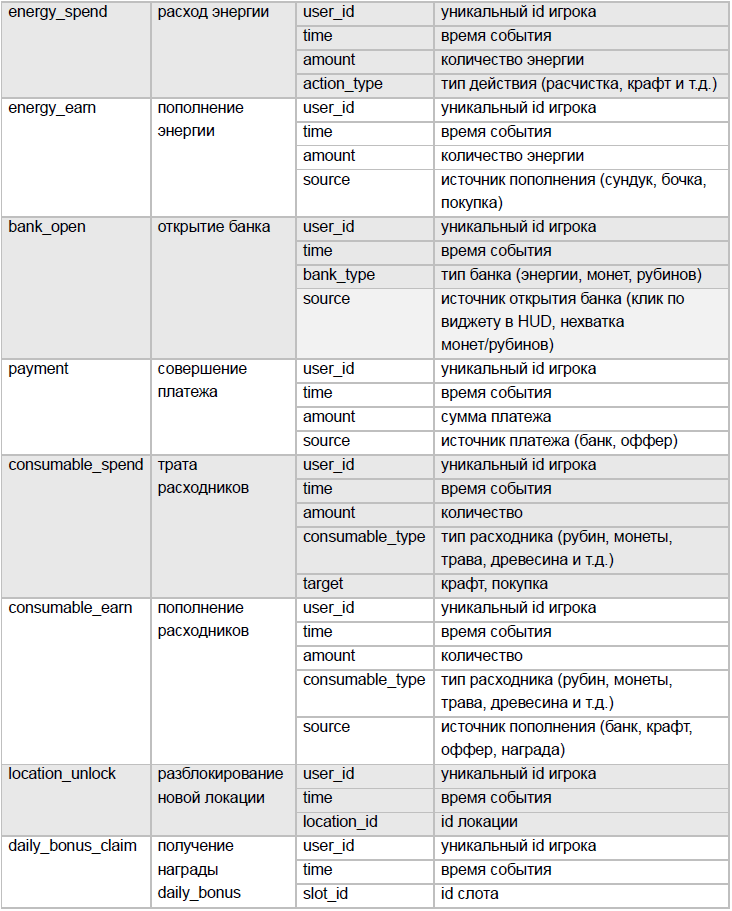 energy_spend расход энергии user_id уникальный id игрока
time время события
amount количество энергии
action_type тип действия (расчистка, крафт и т.д.)
energy_earn пополнение user_id уникальный id игрока
энергии time время события
amount количество энергии
source источник пополнения (сундук, бочка,
покупка)
bank_open открытие банка user_id уникальный id игрока
time время события
bank_type тип банка (энергии, монет, рубинов)
source источник открытия банка (клик по
виджету в HUD, нехватка
монет/рубинов)
payment совершение user_id уникальный id игрока
платежа time время события
amount сумма платежа
source источник платежа (банк, оффер)
consumable_spend трата user_id уникальный id игрока
расходников time время события
amount количество
consumable_type тип расходника (рубин, монеты,
трава, древесина и т.д.)
target крафт, покупка
consumable_earn пополнение user_id уникальный id игрока
расходников time время события
amount количество
consumable_type тип расходника (рубин, монеты,
трава, древесина и т.д.)
source источник пополнения (банк, крафт,
оффер, награда)
location_unlock разблокирование user_id уникальный id игрока
новой локации time время события
location_id id локации
daily_bonus_claim получение user_id уникальный id игрока
награды time время события
daily_bonus slot_id id слота